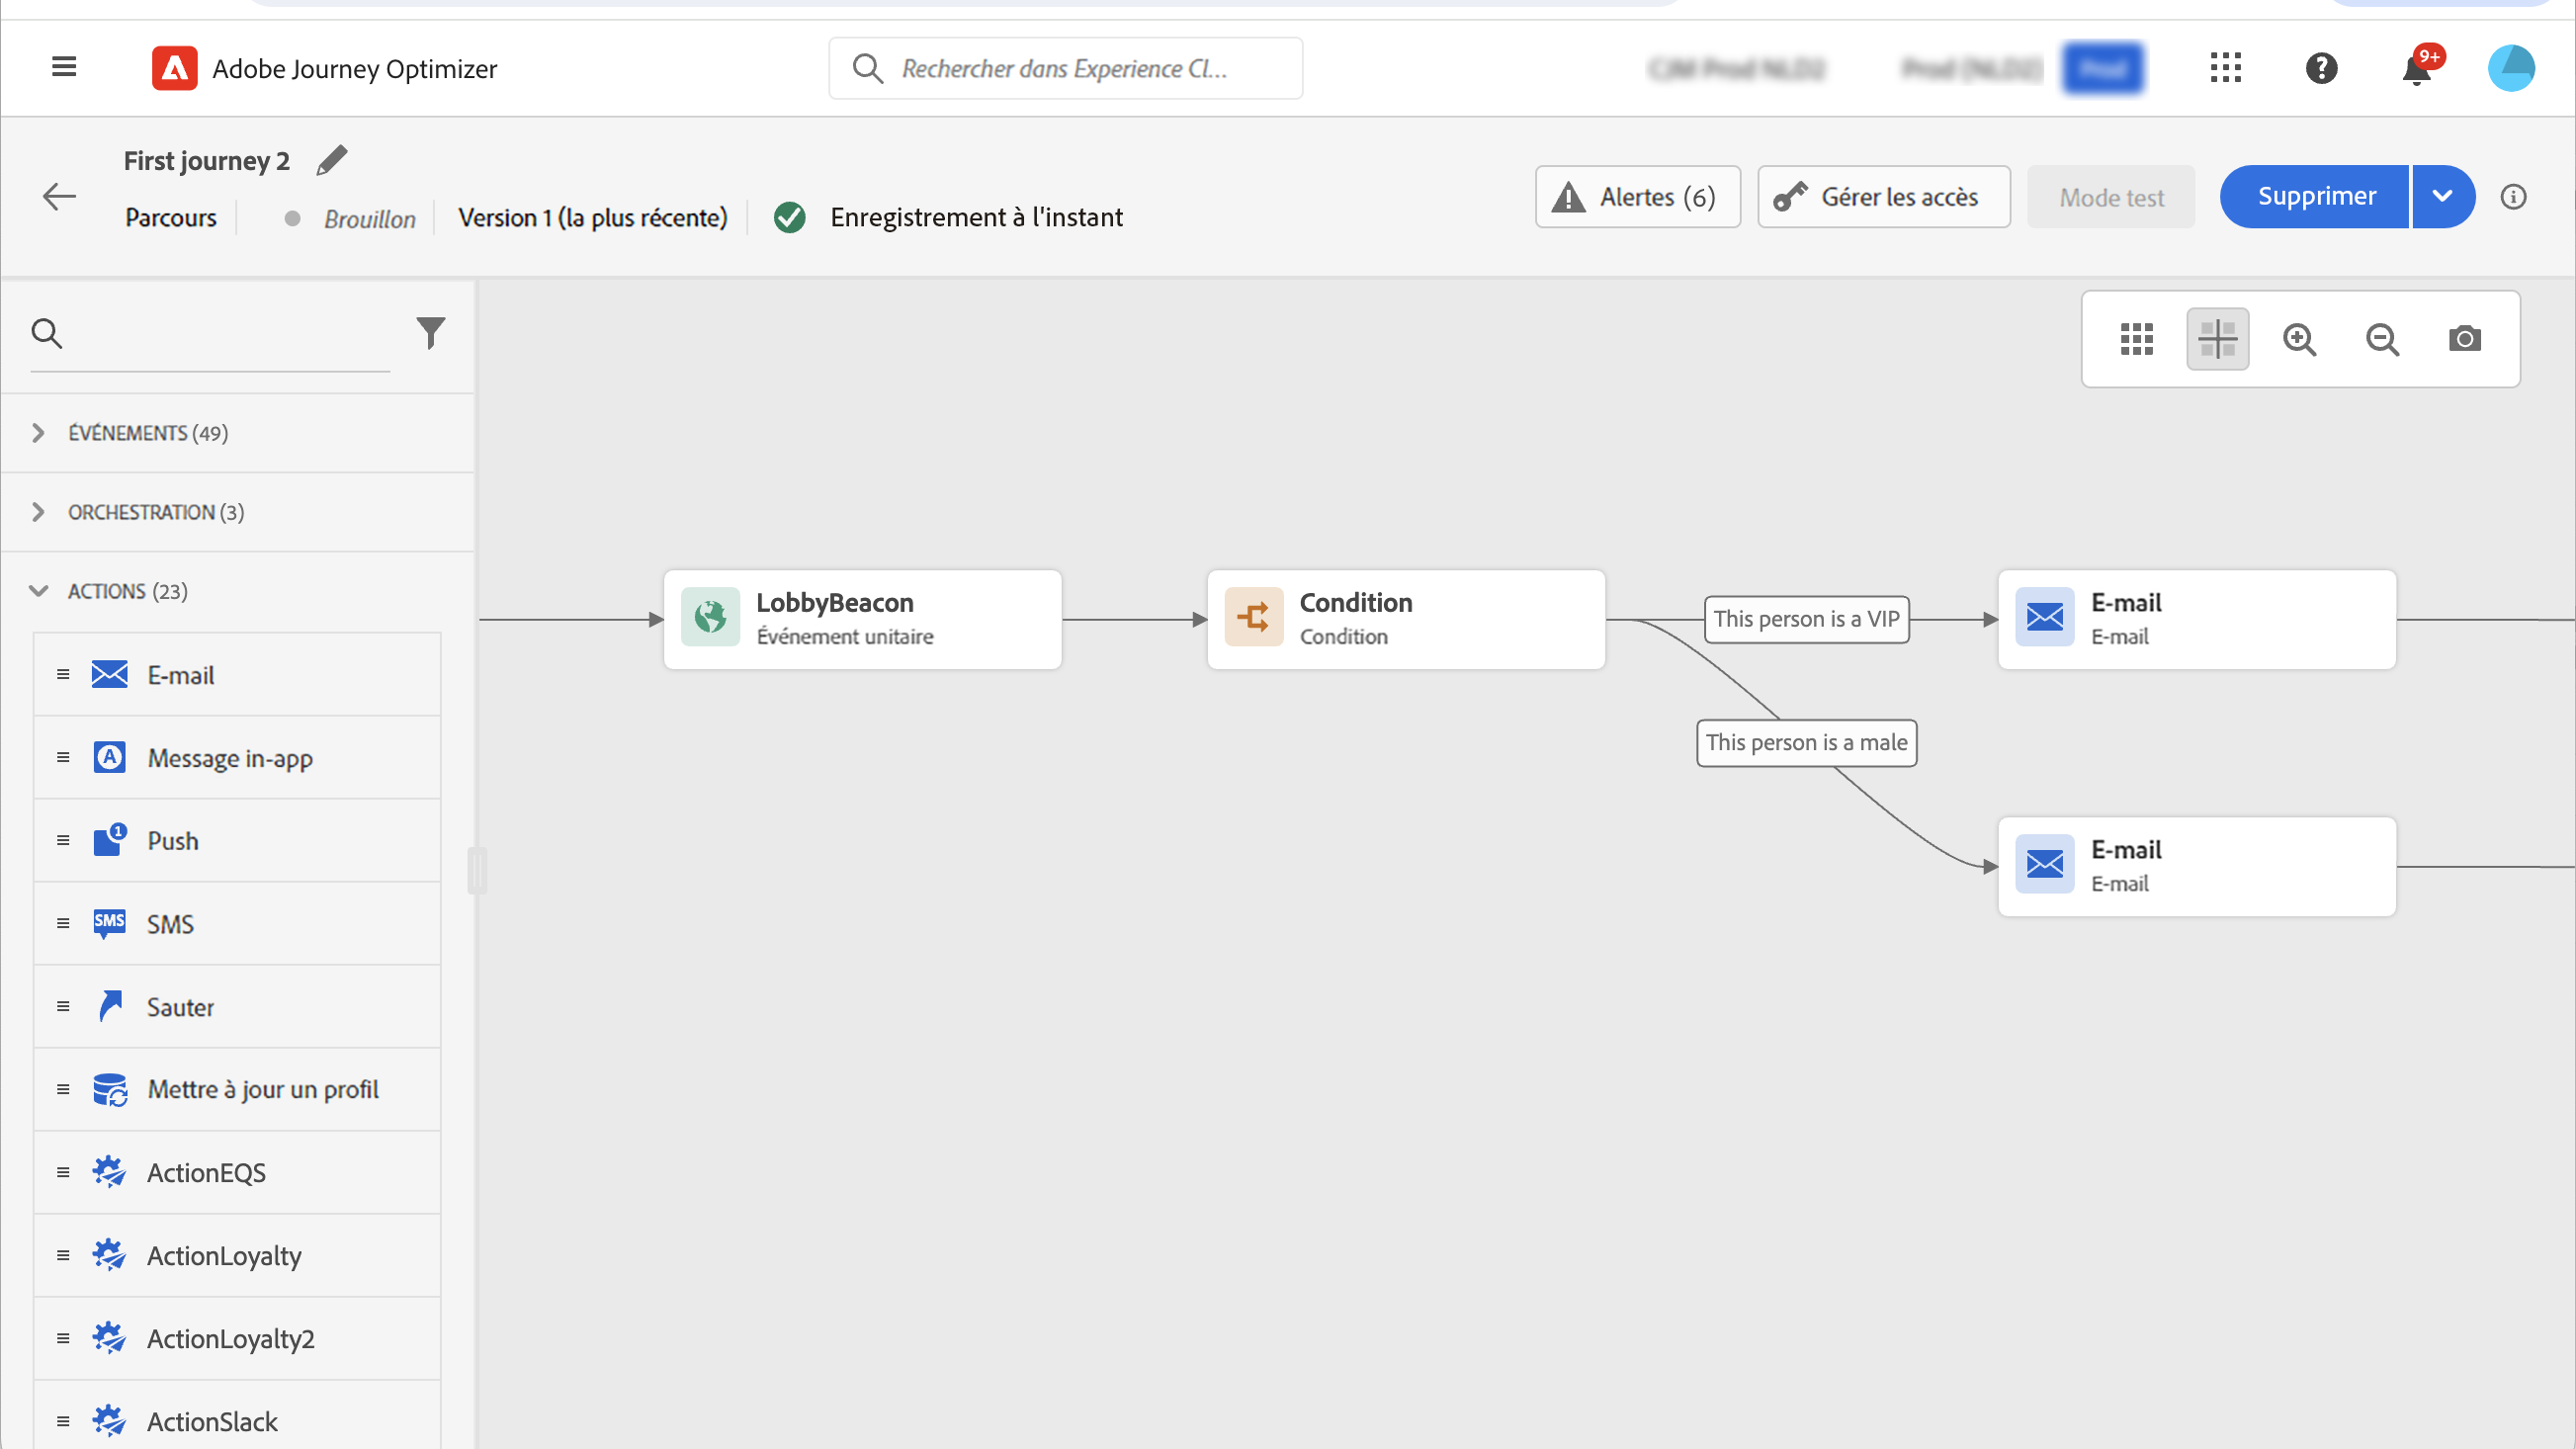 Adobe Journey Optimizer
Rechercher dans Experience Cl...
9+
First journey 2
Parcours
Brouillon
Version 1 (la plus récente)
Enregistrement à l'instant
Alertes (6)
Gérer les accès
Mode test
Supprimer
ÉVÉNEMENTS (49)
ORCHESTRATION (3)
ACTIONS (23)
E-mail
Message in-app
1
Push
SMS
SMS
Sauter
Mettre à jour un profil
ActionEQS
ActionLoyalty
ActionLoyalty2
ActionSlack
LobbyBeacon
Événement unitaire
Condition
Condition
This person is a VIP
E-mail
E-mail
This person is a male
E-mail
E-mail